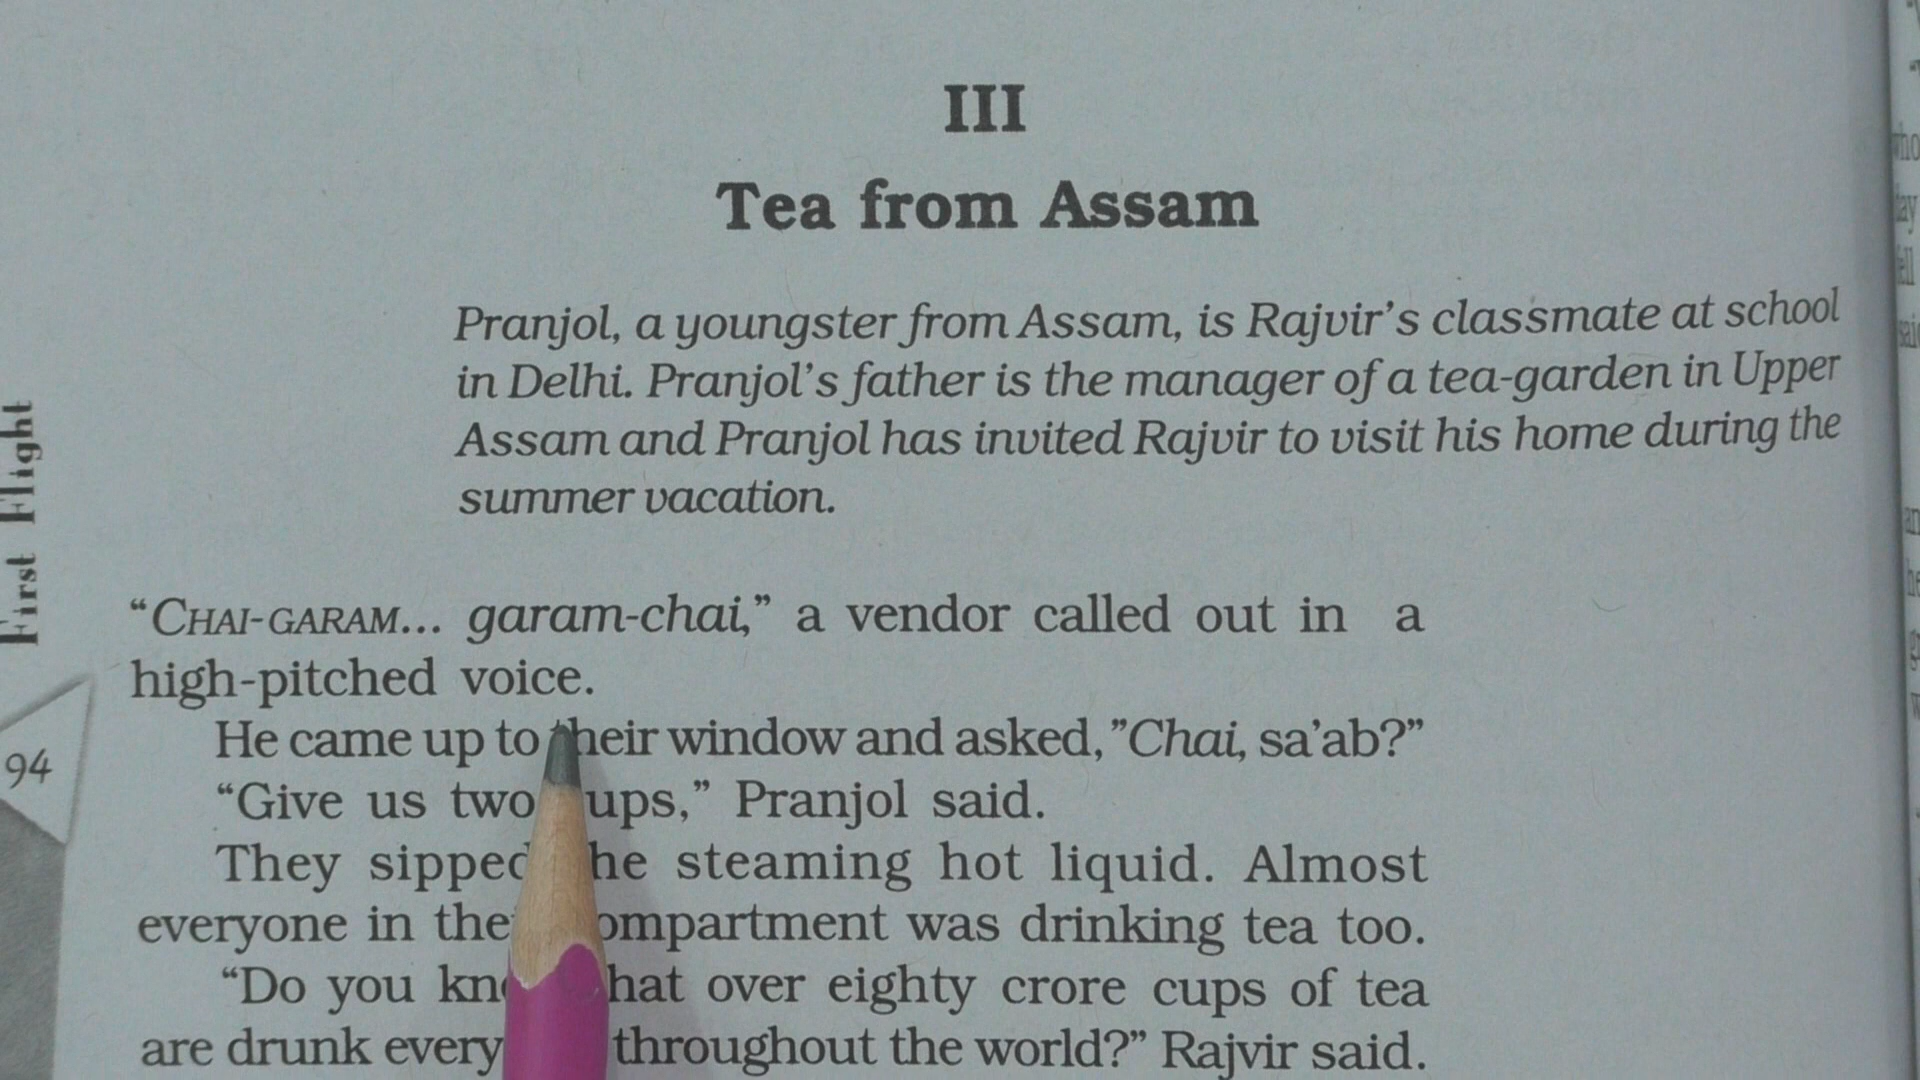 III
Tea from Assam
Pranjol, a youngster from Assam, is Rajvir's classmate at school
in Delhi. Pranjol's father is the manager of a tea-garden in Upper
Assam and Pranjol has invited Rajvir to visit his home during the
summer vacation.
“CHAI-GARAM... garam-chai,” a vendor called out in a
high-pitched voice.
He came up to their window and asked, ”Chai, sa’ab?”
“Give us two ups,” Pranjol said.
They sipped he steaming hot liquid. Almost
everyone in the ompartment was drinking tea too.
“Do you kn hat over eighty crore cups of tea
are drunk every throughout the world?” Rajvir said.
First Flight
94